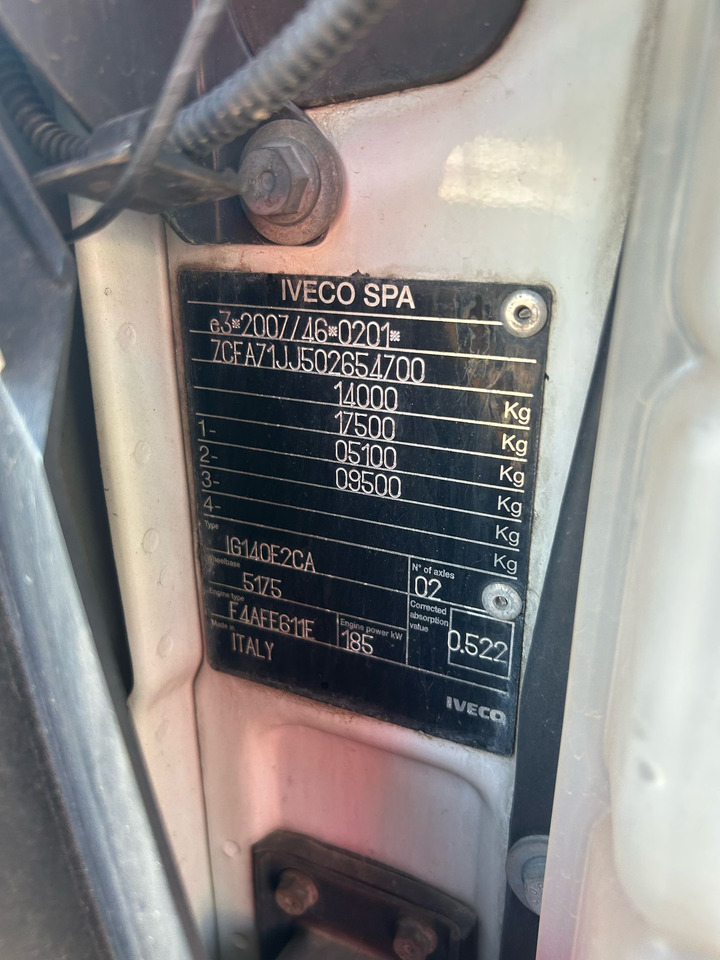 IVECO SPA
e3*2007/46*0201*
ZCFA71JJ502654700
14000 Kg
17500 Kg
1- 05100 Kg
2- 09500 Kg
3- Kg
4- Kg
Type IG140E2CA
N° of axles 02
Wheelbase 5175
Engine type F4AFE611E
Engine power kW 185
Corrected absorption value 0.522
Made in ITALY
IVECO